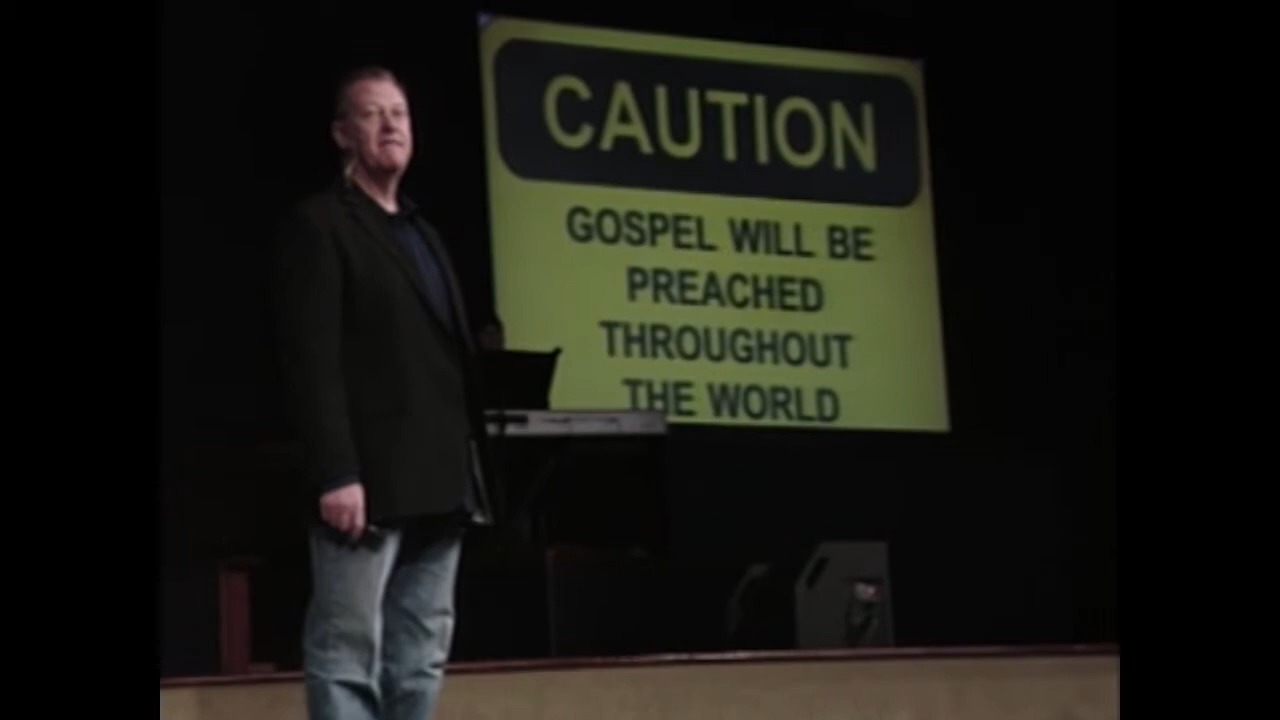 CAUTION
GOSPEL WILL BE
PREACHED
THROUGHOUT
THE WORLD